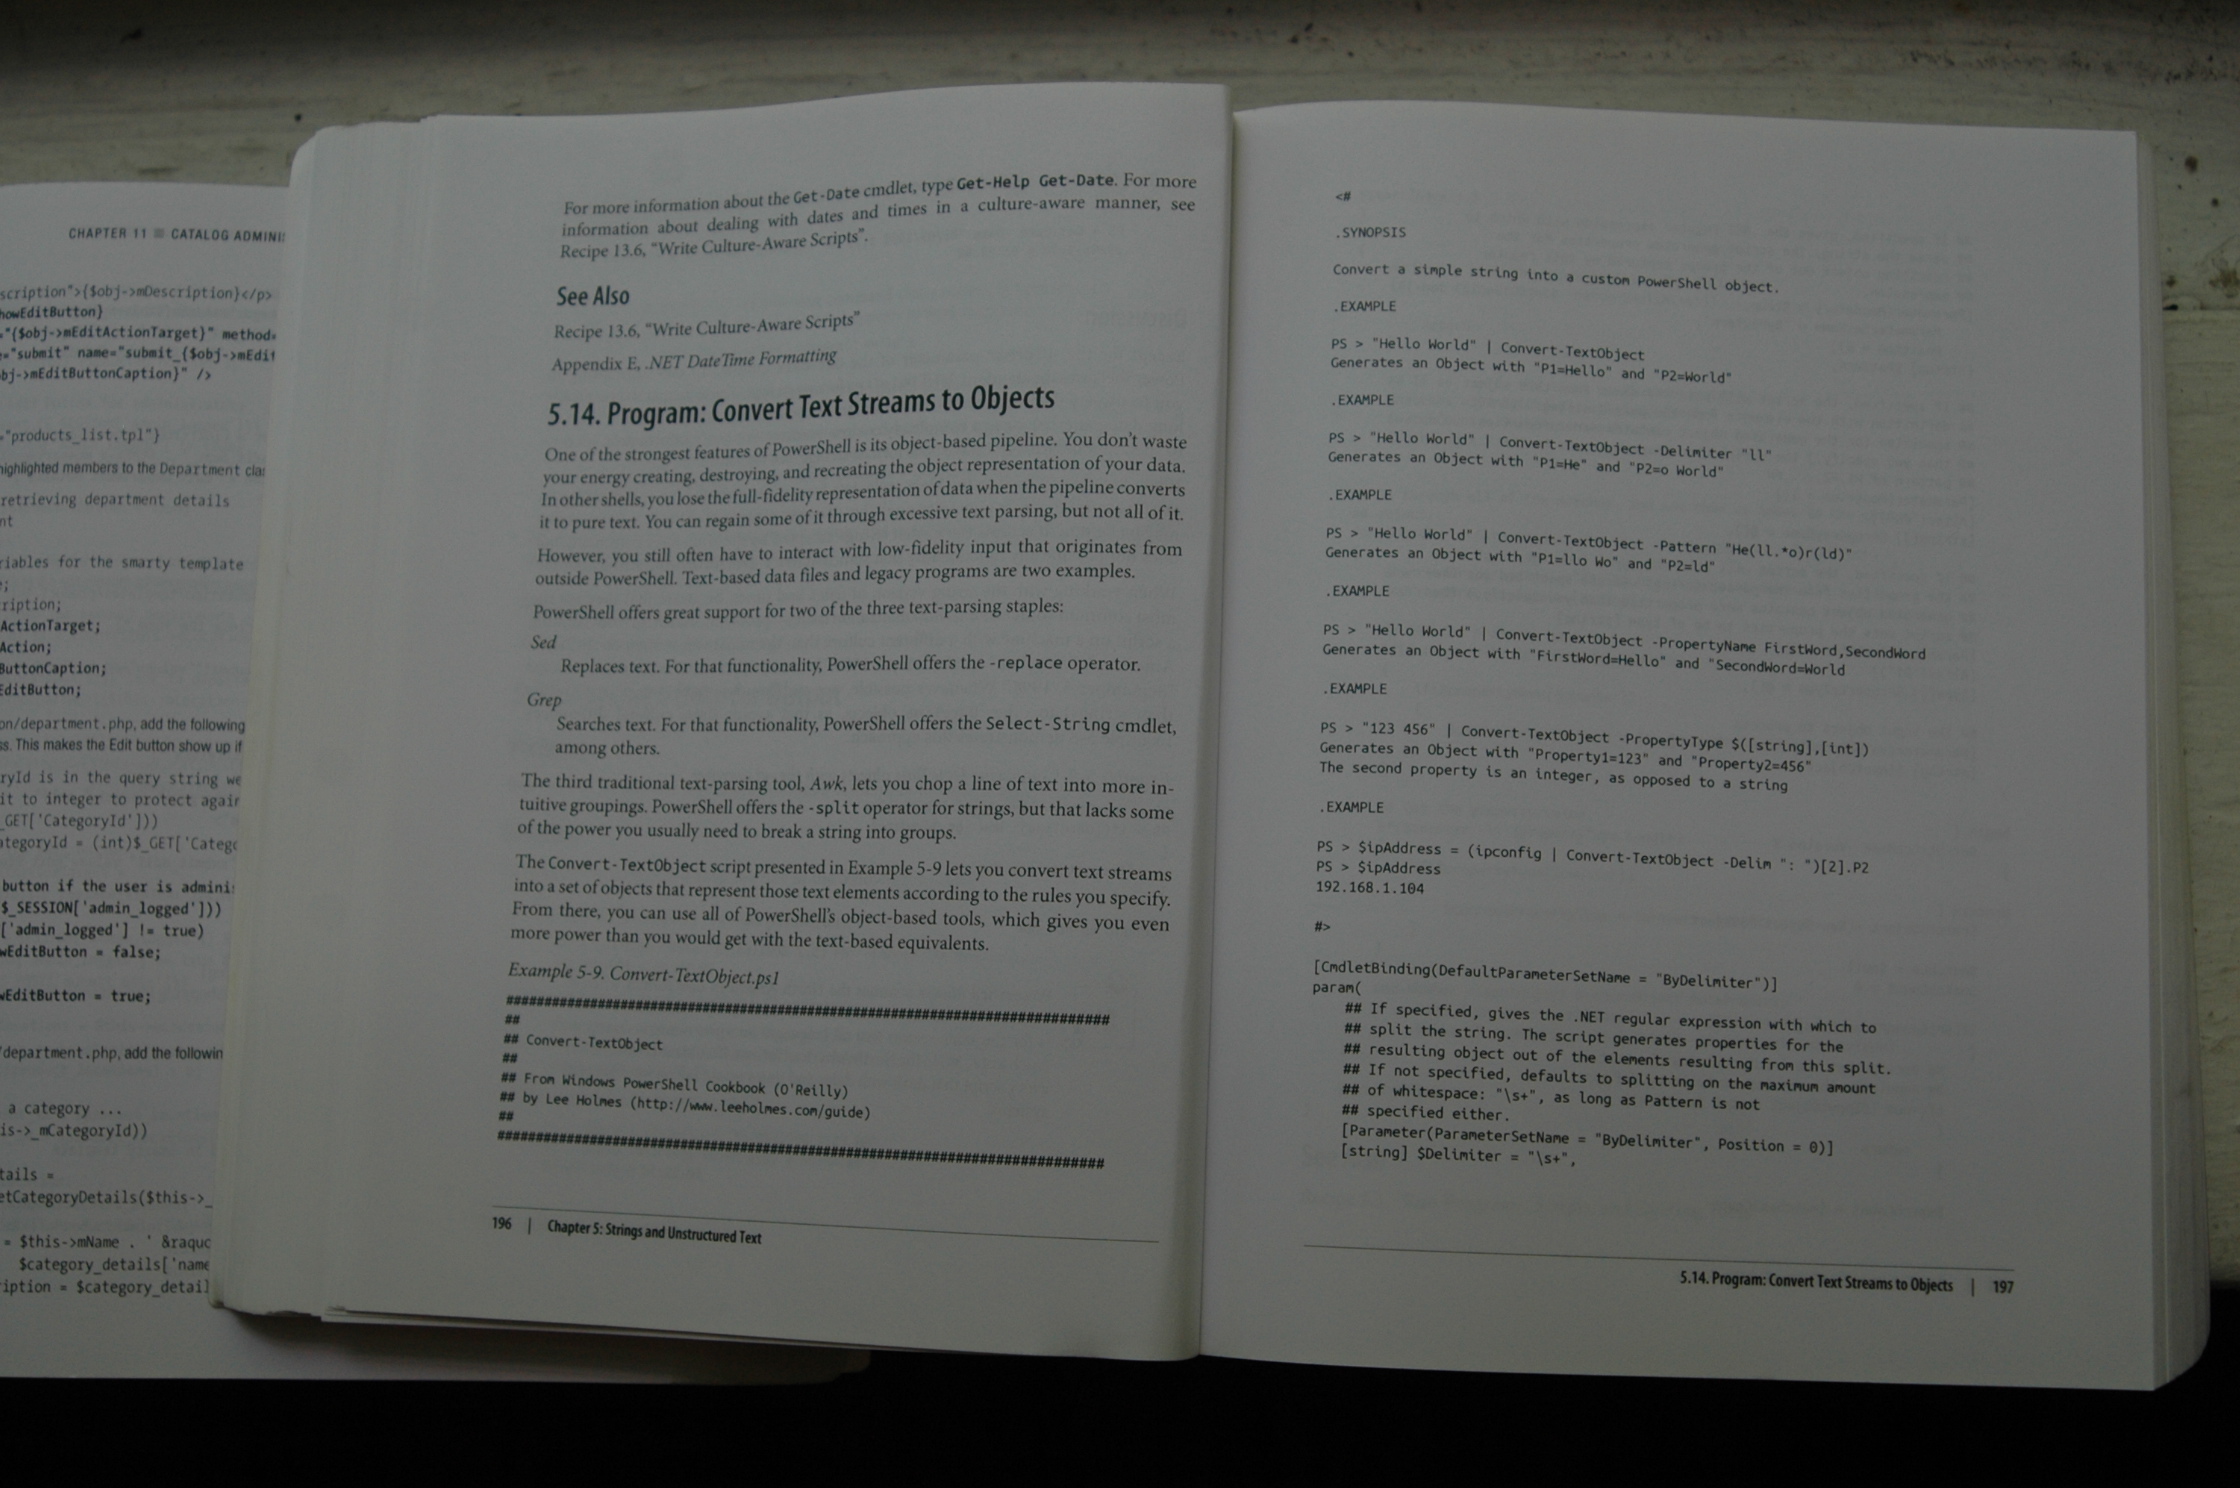 CHAPTER 11 ■ CATALOG ADMINI
scription">{$obj->mDescription}</p>
howEditButton}
="{$obj->mEditActionTarget}" method=
="submit" name="submit_{$obj->mEdit
obj->mEditButtonCaption}" />
="products_list.tpl"}
highlighted members to the Department cla
retrieving department details
nt
riables for the smarty template
;
ription;
ActionTarget;
Action;
ButtonCaption;
EditButton;
on/department.php, add the following
ss. This makes the Edit button show up if
ryId is in the query string we
it to integer to protect again
_GET['CategoryId']))
ategoryId = (int)$_GET['Catego
button if the user is admini
$_SESSION['admin_logged']))
['admin_logged'] != true)
wEditButton = false;
wEditButton = true;
/department.php, add the followin
a category ...
is->_mCategoryId))
tails =
etCategoryDetails($this->_
= $this->mName . ' &raquo
$category_details['name
iption = $category_detail
For more information about the Get-Date cmdlet, type Get-Help Get-Date. For more
information about dealing with dates and times in a culture-aware manner, see
Recipe 13.6, “Write Culture-Aware Scripts”.
See Also
Recipe 13.6, “Write Culture-Aware Scripts”
Appendix E, .NET DateTime Formatting
5.14. Program: Convert Text Streams to Objects
One of the strongest features of PowerShell is its object-based pipeline. You don’t waste
your energy creating, destroying, and recreating the object representation of your data.
In other shells, you lose the full-fidelity representation of data when the pipeline converts
it to pure text. You can regain some of it through excessive text parsing, but not all of it.
However, you still often have to interact with low-fidelity input that originates from
outside PowerShell. Text-based data files and legacy programs are two examples.
PowerShell offers great support for two of the three text-parsing staples:
Sed
Replaces text. For that functionality, PowerShell offers the -replace operator.
Grep
Searches text. For that functionality, PowerShell offers the Select-String cmdlet,
among others.
The third traditional text-parsing tool, Awk, lets you chop a line of text into more in-
tuitive groupings. PowerShell offers the -split operator for strings, but that lacks some
of the power you usually need to break a string into groups.
The Convert-TextObject script presented in Example 5-9 lets you convert text streams
into a set of objects that represent those text elements according to the rules you specify.
From there, you can use all of PowerShell’s object-based tools, which gives you even
more power than you would get with the text-based equivalents.
Example 5-9. Convert-TextObject.ps1
##############################################################################
##
## Convert-TextObject
##
## From Windows PowerShell Cookbook (O'Reilly)
## by Lee Holmes (http://www.leeholmes.com/guide)
##
##############################################################################
196 | Chapter 5: Strings and Unstructured Text
<#
.SYNOPSIS
Convert a simple string into a custom PowerShell object.
.EXAMPLE
PS > "Hello World" | Convert-TextObject
Generates an Object with "P1=Hello" and "P2=World"
.EXAMPLE
PS > "Hello World" | Convert-TextObject -Delimiter "ll"
Generates an Object with "P1=He" and "P2=o World"
.EXAMPLE
PS > "Hello World" | Convert-TextObject -Pattern "He(ll.*o)r(ld)"
Generates an Object with "P1=llo Wo" and "P2=ld"
.EXAMPLE
PS > "Hello World" | Convert-TextObject -PropertyName FirstWord,SecondWord
Generates an Object with "FirstWord=Hello" and "SecondWord=World
.EXAMPLE
PS > "123 456" | Convert-TextObject -PropertyType $([string],[int])
Generates an Object with "Property1=123" and "Property2=456"
The second property is an integer, as opposed to a string
.EXAMPLE
PS > $ipAddress = (ipconfig | Convert-TextObject -Delim ": ")[2].P2
PS > $ipAddress
192.168.1.104
#>
[CmdletBinding(DefaultParameterSetName = "ByDelimiter")]
param(
## If specified, gives the .NET regular expression with which to
## split the string. The script generates properties for the
## resulting object out of the elements resulting from this split.
## If not specified, defaults to splitting on the maximum amount
## of whitespace: "\s+", as long as Pattern is not
## specified either.
[Parameter(ParameterSetName = "ByDelimiter", Position = 0)]
[string] $Delimiter = "\s+",
5.14. Program: Convert Text Streams to Objects | 197